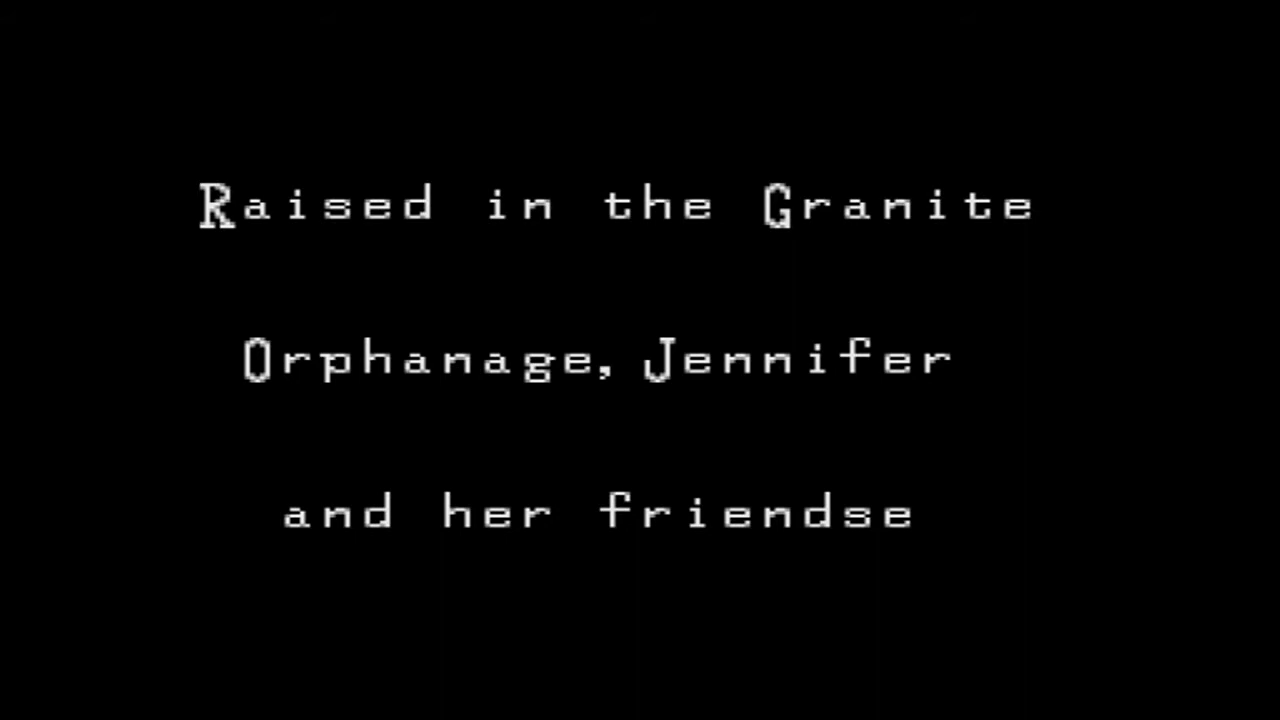 Raised in the Granite
Orphanage, Jennifer
and her friendse